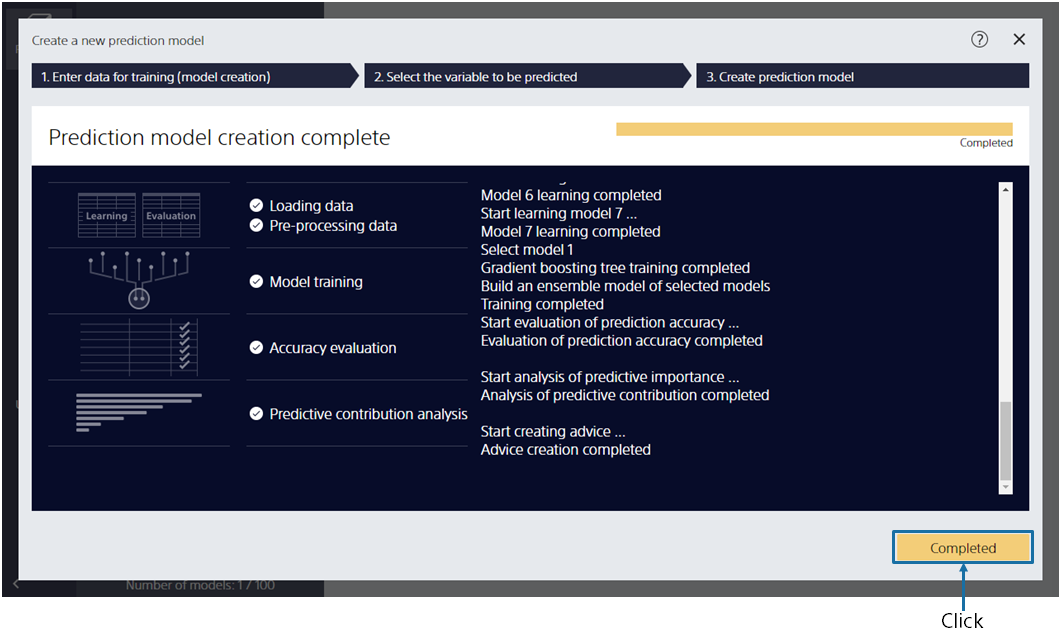 Create a new prediction model
1. Enter data for training (model creation)
2. Select the variable to be predicted
3. Create prediction model
Prediction model creation complete
Completed
Learning
Evaluation
Loading data
Pre-processing data
Model training
Accuracy evaluation
Predictive contribution analysis
Model 6 learning completed
Start learning model 7 ...
Model 7 learning completed
Select model 1
Gradient boosting tree training completed
Build an ensemble model of selected models
Training completed
Start evaluation of prediction accuracy ...
Evaluation of prediction accuracy completed
Start analysis of predictive importance ...
Analysis of predictive contribution completed
Start creating advice ...
Advice creation completed
Completed
Number of models: 1 / 100
Click